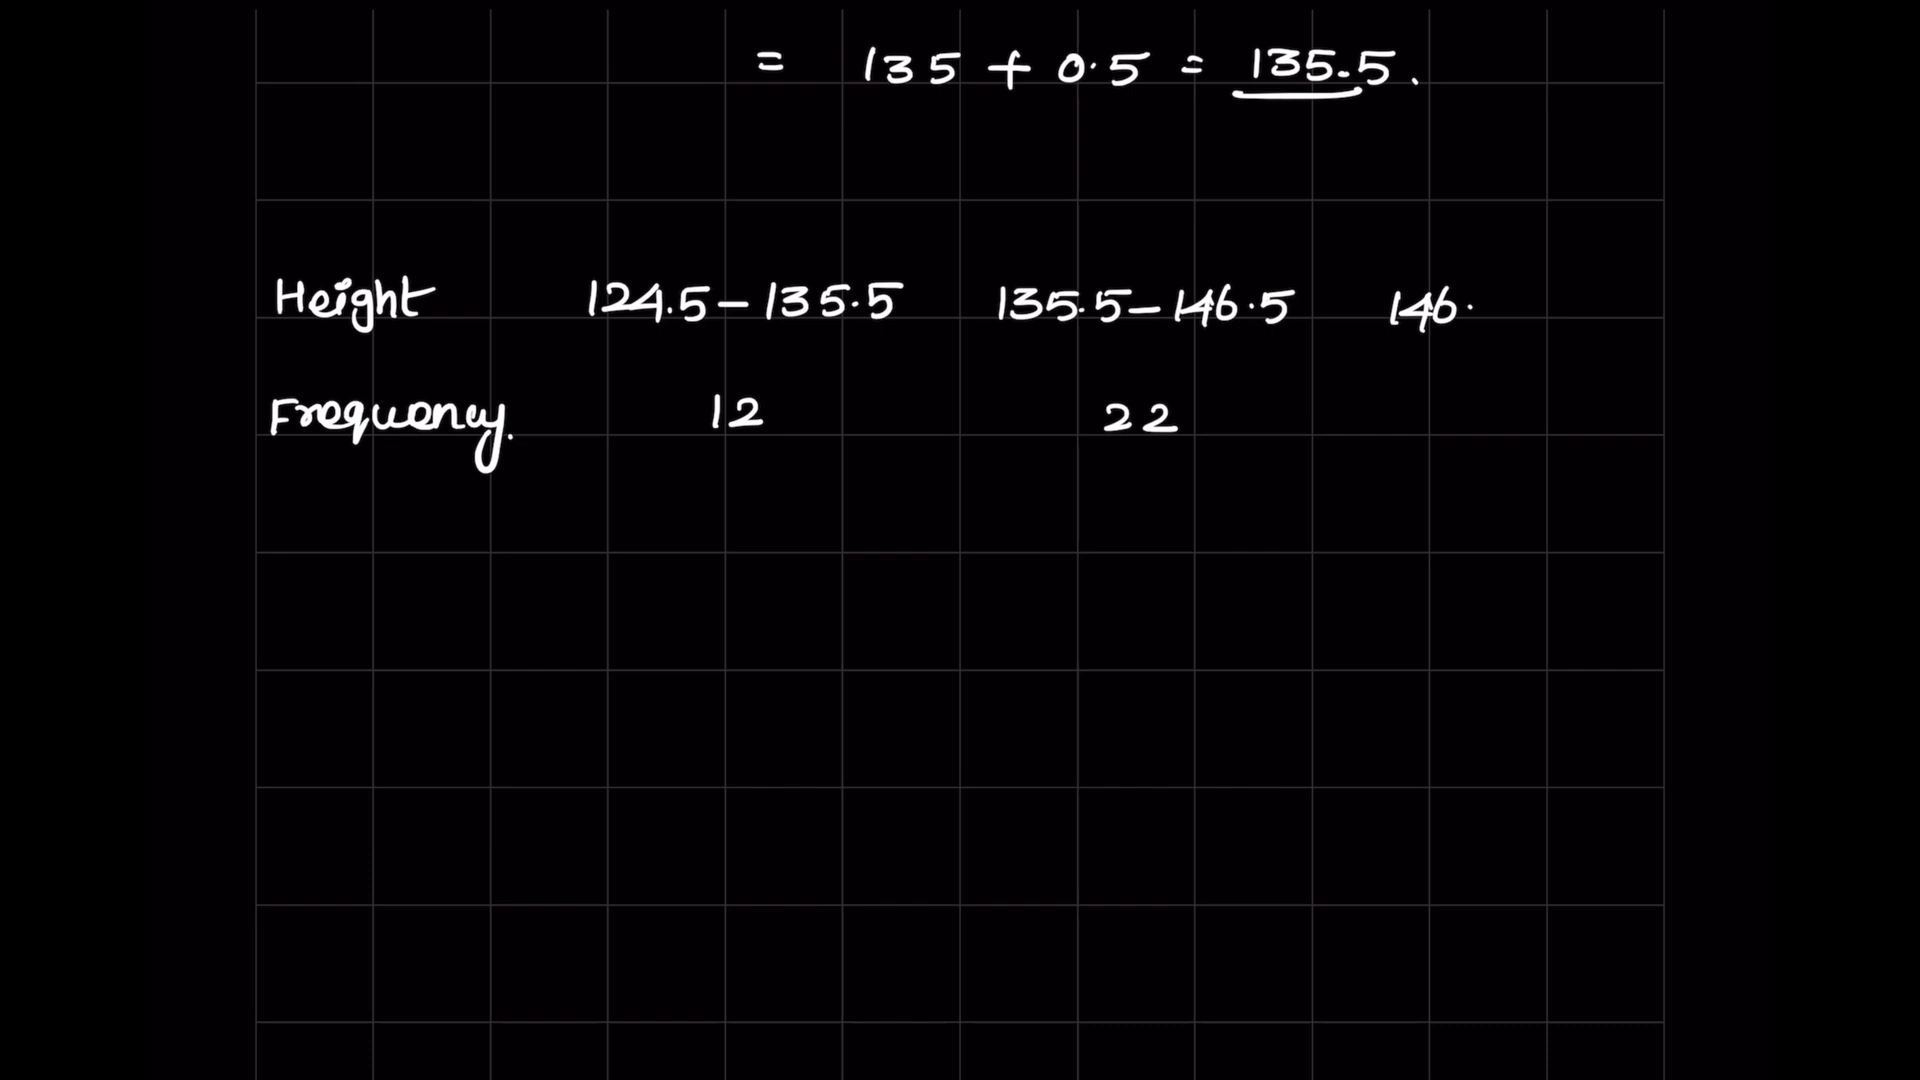 = 135 + 0.5 = 135.5.
Height 124.5 – 135.5 135.5 – 146.5 146.
Frequency. 12 22